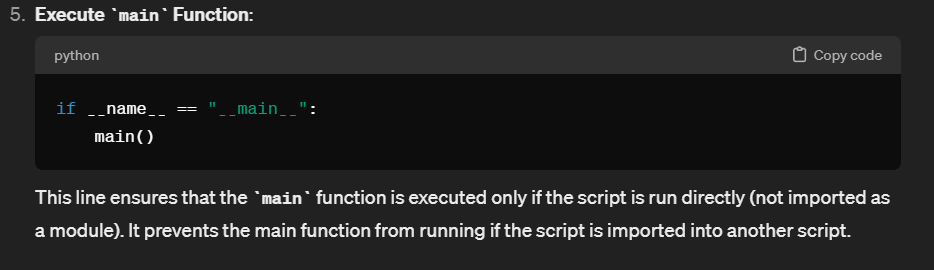 5. Execute `main` Function:
python Copy code
if __name__ == "__main__":
    main()
This line ensures that the `main` function is executed only if the script is run directly (not imported as
a module). It prevents the main function from running if the script is imported into another script.